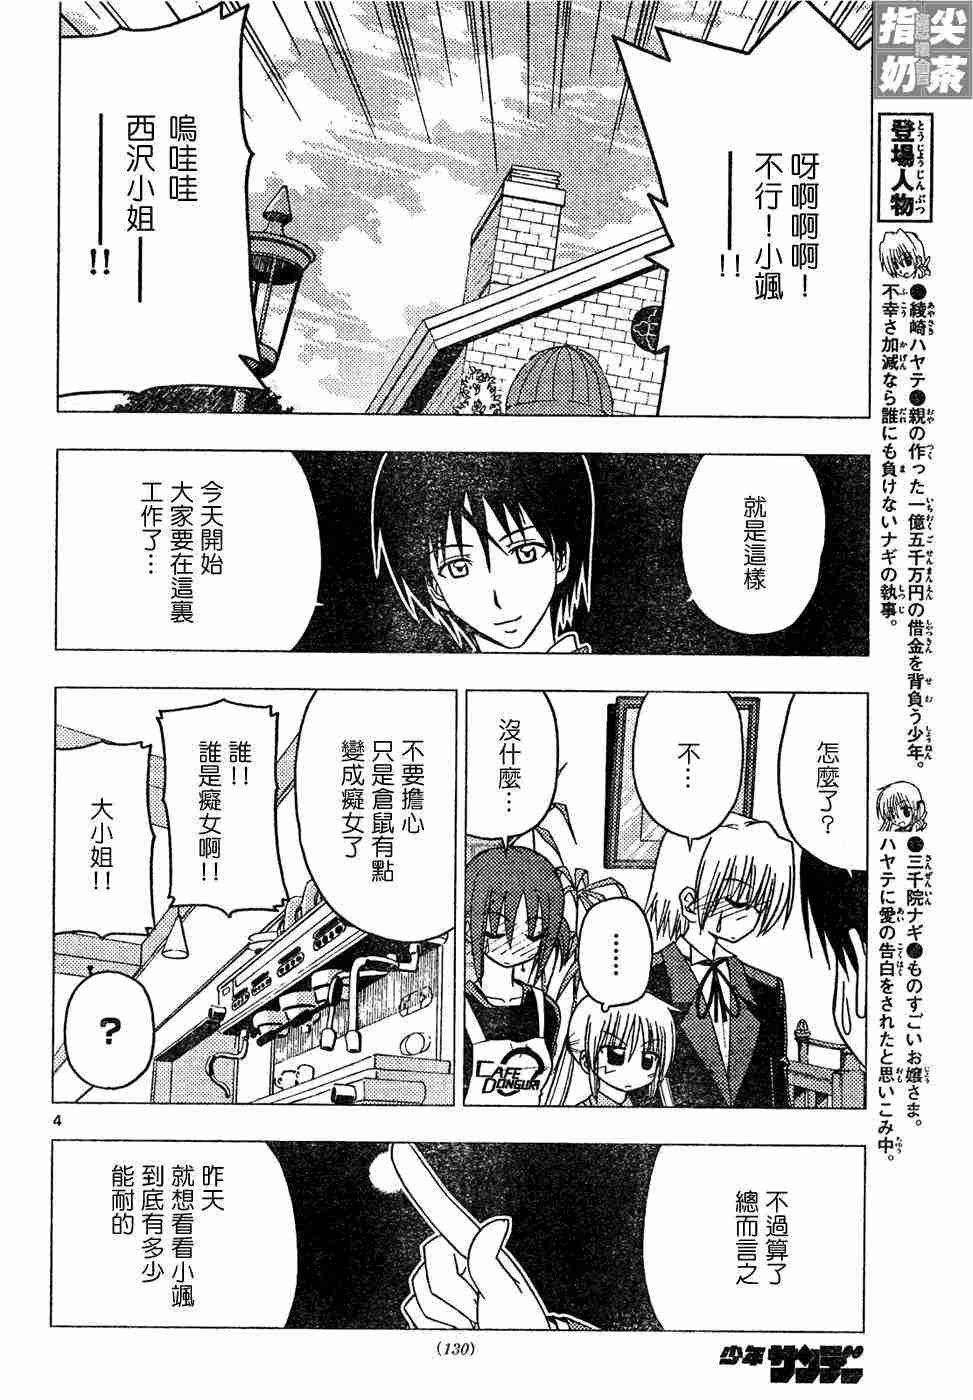 呀啊啊啊!
不行!小颯
——!!
嗚哇哇
西沢小姐——
——!!
就是這樣
今天開始
大家要在這裏
工作了…
怎麼了?
不…
沒什麼…
……
CAFE
DONGURI
不要擔心
只是倉鼠有點
變成癡女了
誰!!
誰是癡女啊!!
大小姐!!
?
不過算了
總而言之
昨天
就想看看小颯
到底有多少
能耐的
4
(130)
少年サンデー
指尖
奶茶
とうじょうじんぶつ
登場人物
●綾崎ハヤテ●親の作った一億五千万円の借金を背負う少年。
不幸さ加減なら誰にも負けないナギの執事。
●三千院ナギ●ものすごいお嬢さま。
ハヤテに愛の告白をされたと思いこみ中。